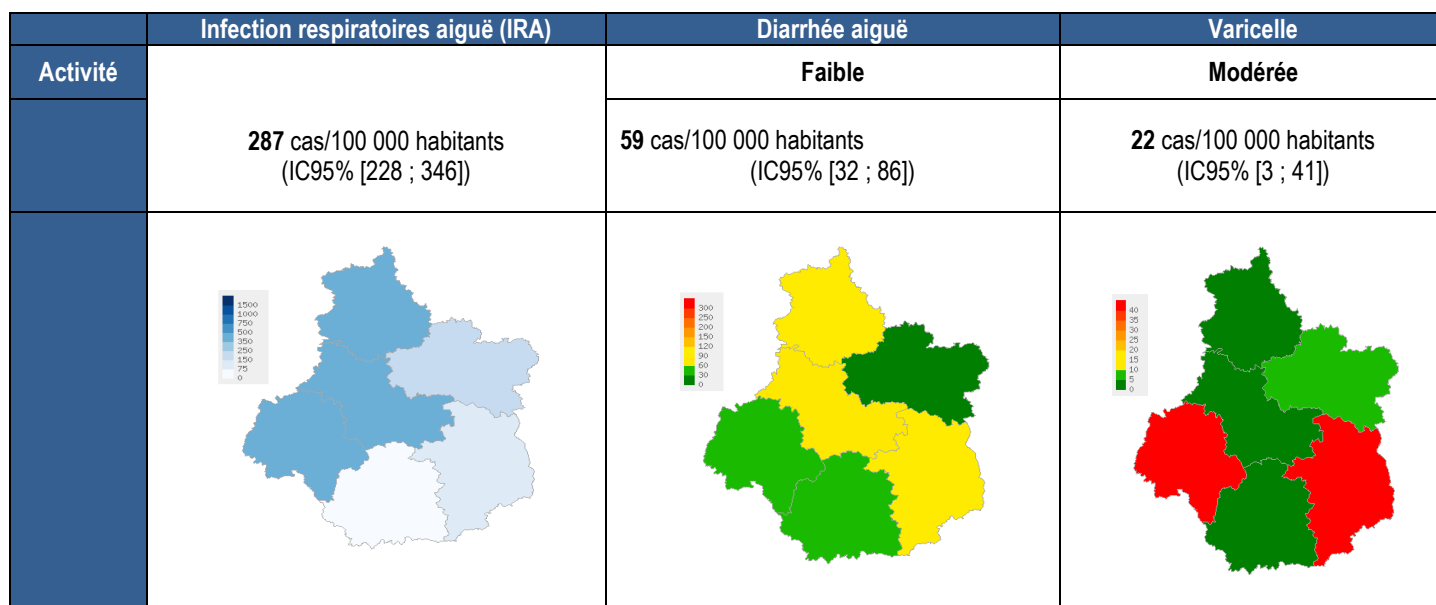 Infection respiratoires aiguë (IRA)
Diarrhée aiguë
Varicelle
Activité
Faible
Modérée
287 cas/100 000 habitants
(IC95% [228 ; 346])
59 cas/100 000 habitants
(IC95% [32 ; 86])
22 cas/100 000 habitants
(IC95% [3 ; 41])
1500
1000
750
500
350
250
150
75
0
300
250
200
150
120
90
60
30
0
40
35
30
25
20
15
10
5
0